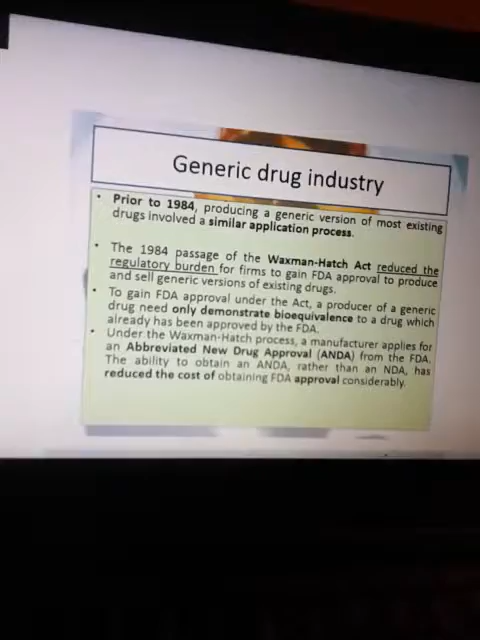 Generic drug industry
• Prior to 1984, producing a generic version of most existing
drugs involved a similar application process.
• The 1984 passage of the Waxman-Hatch Act reduced the
regulatory burden for firms to gain FDA approval to produce
and sell generic versions of existing drugs.
• To gain FDA approval under the Act, a producer of a generic
drug need only demonstrate bioequivalence to a drug which
already has been approved by the FDA.
• Under the Waxman-Hatch process, a manufacturer applies for
an Abbreviated New Drug Approval (ANDA) from the FDA.
The ability to obtain an ANDA, rather than an NDA, has
reduced the cost of obtaining FDA approval considerably.